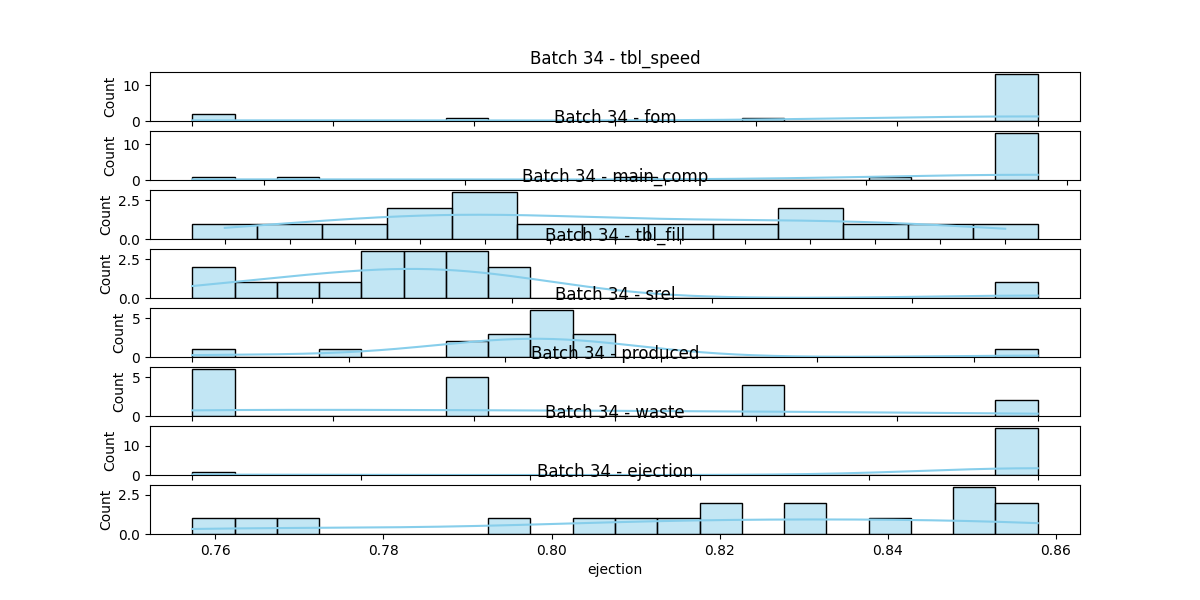 Batch 34 - tbl_speed
10
0
Count
Batch 34 - fom
10
0
Count
Batch 34 - main_comp
2.5
0.0
Count
Batch 34 - tbl_fill
2.5
0.0
Count
Batch 34 - srel
5
0
Count
Batch 34 - produced
5
0
Count
Batch 34 - waste
10
0
Count
Batch 34 - ejection
2.5
0.0
Count
0.76 0.78 0.80 0.82 0.84 0.86
ejection